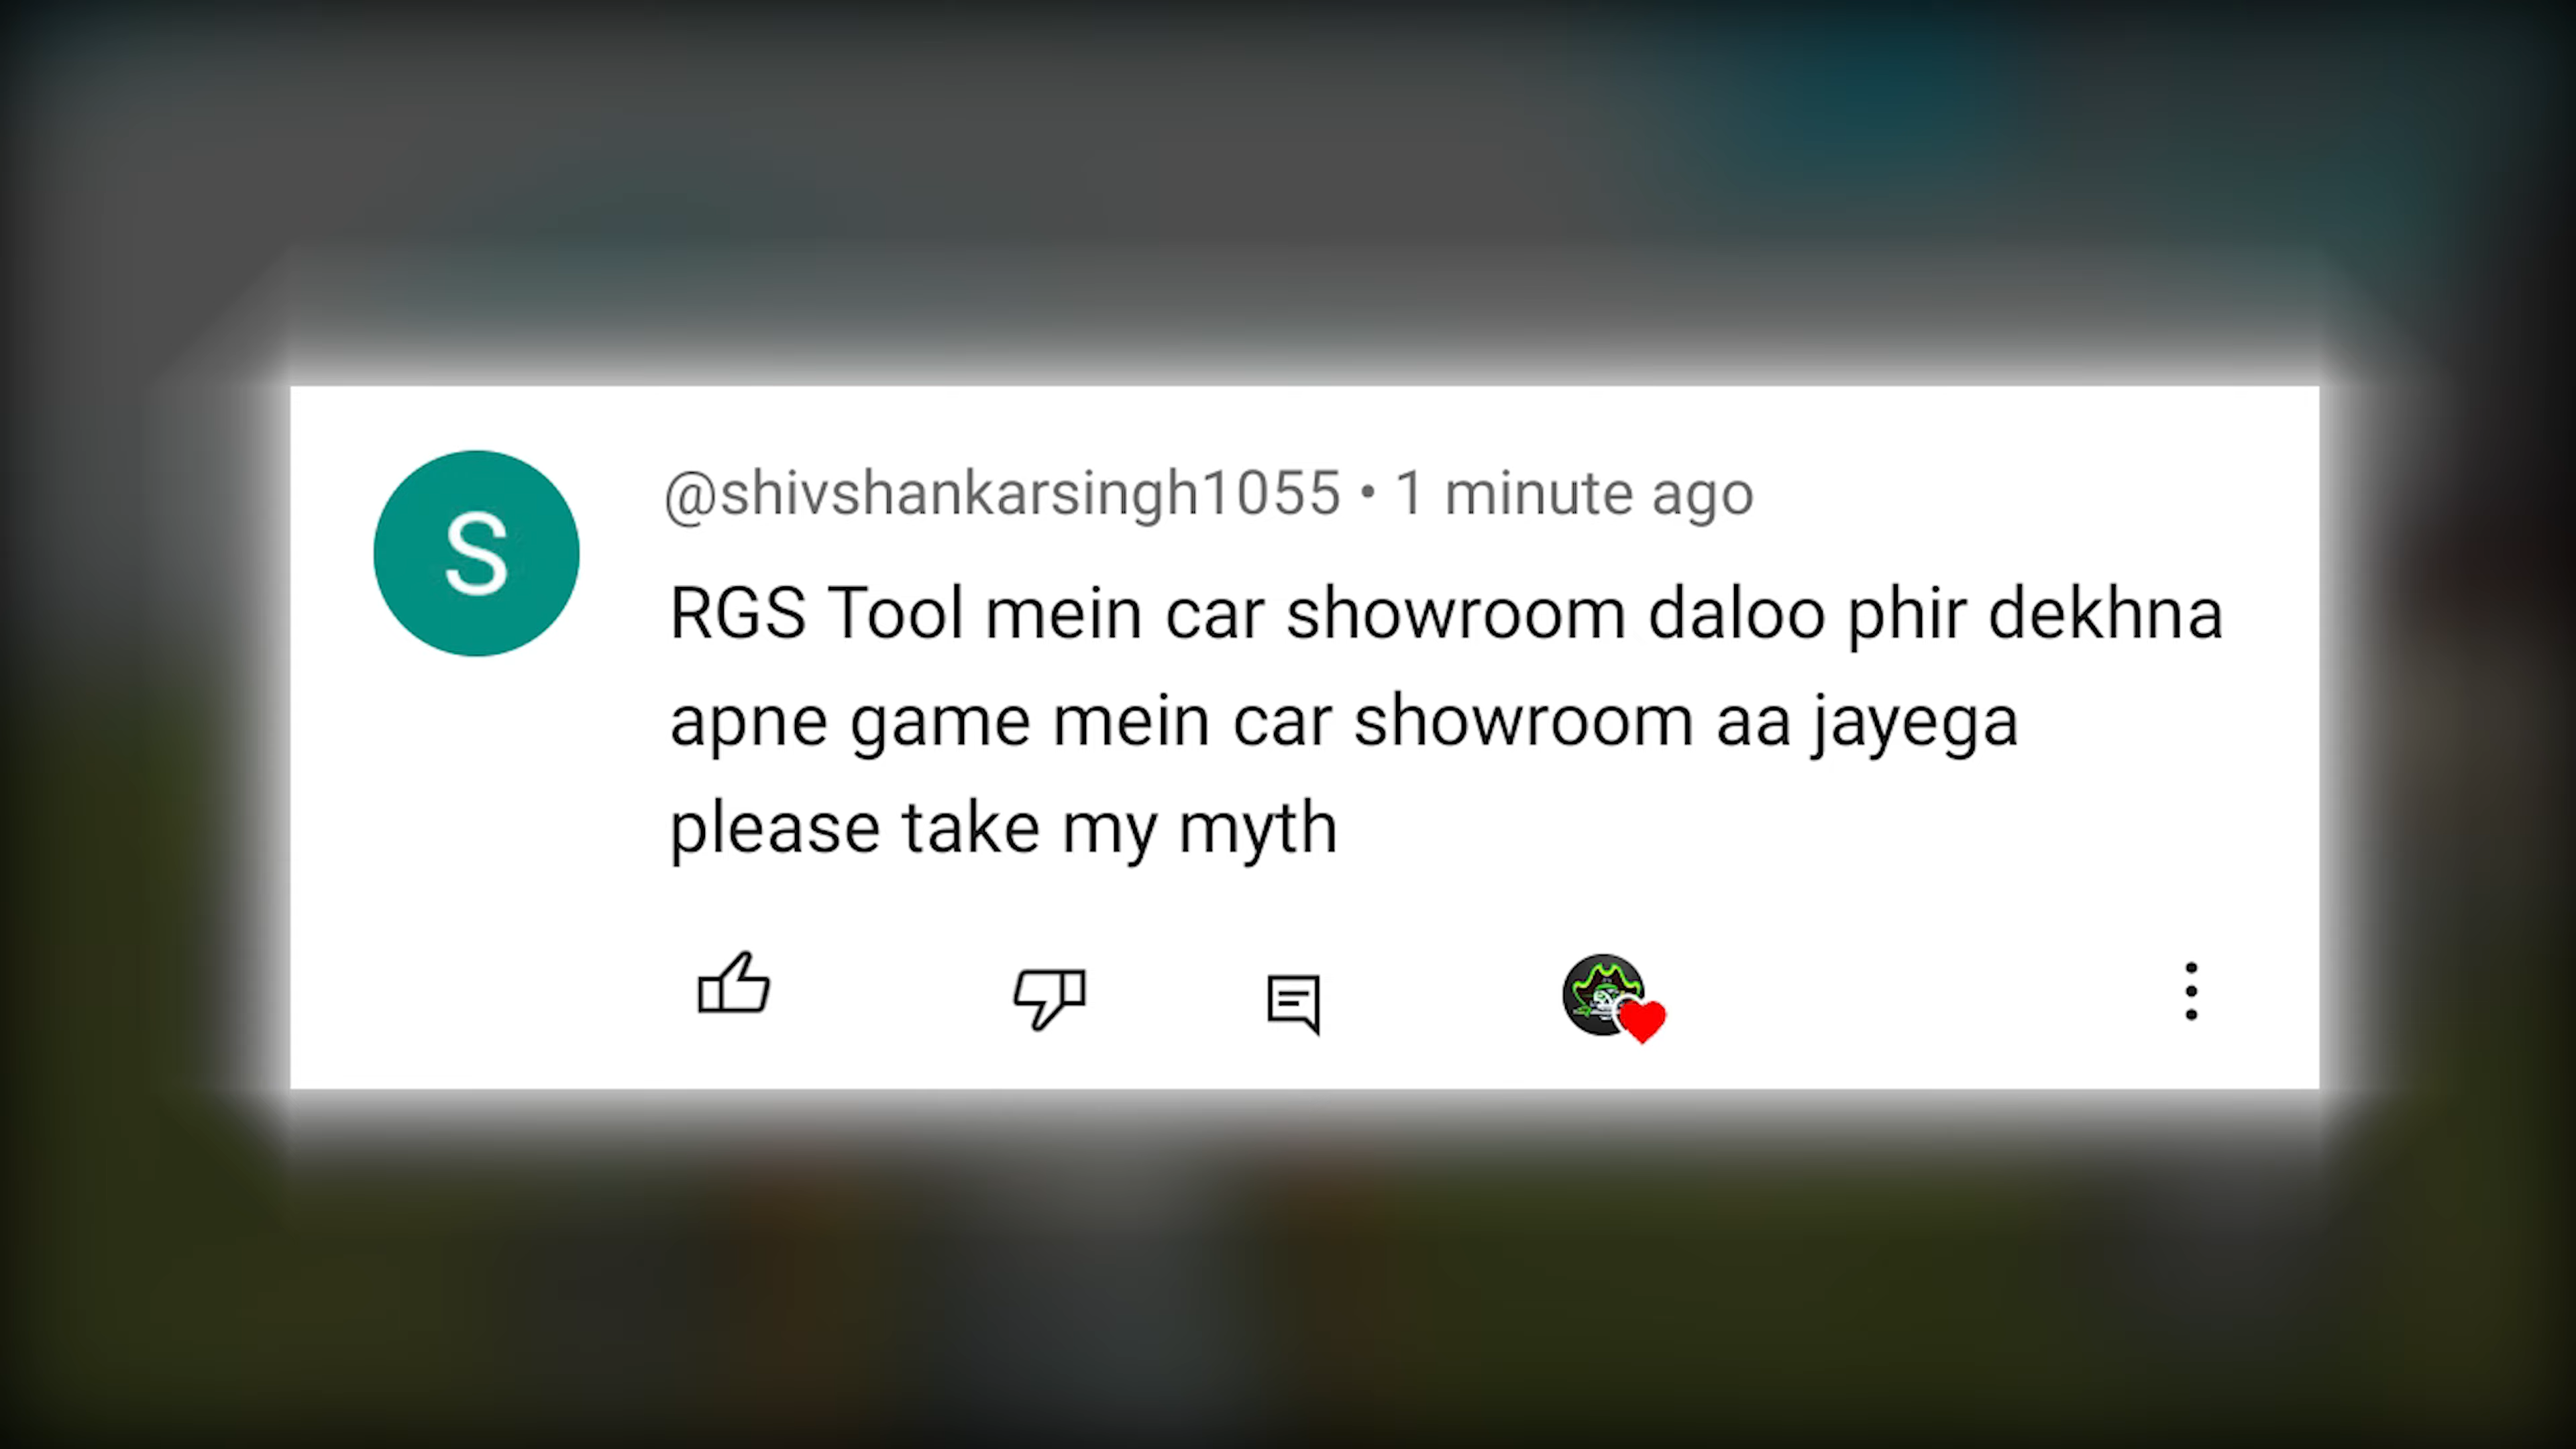 S
@shivshankarsingh1055 • 1 minute ago
RGS Tool mein car showroom daloo phir dekhna
apne game mein car showroom aa jayega
please take my myth